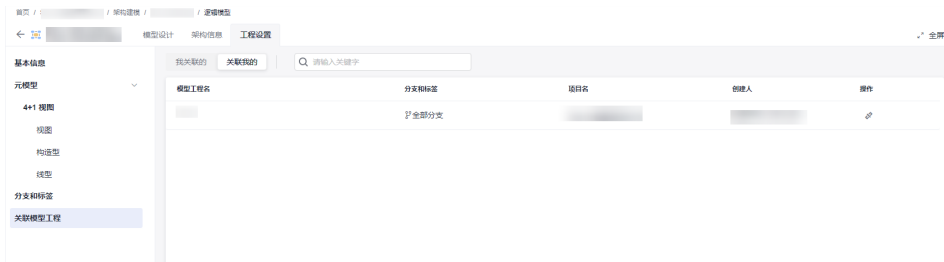 首页 / / 架构建模 / / 逻辑模型
模型设计 架构信息 工程设置 全屏
基本信息
元模型
4+1 视图
视图
构造型
线型
分支和标签
关联模型工程
我关联的 关联我的 请输入关键字
模型工程名 分支和标签 项目名 创建人 操作
全部分支